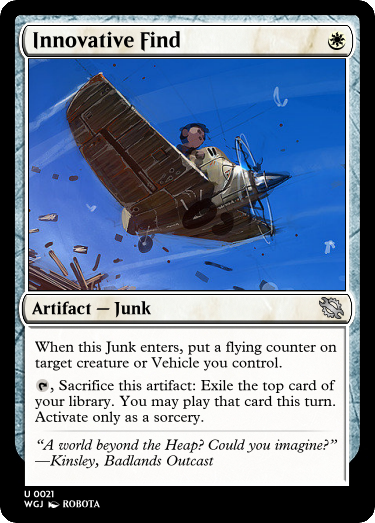 Innovative Find
Artifact — Junk
When this Junk enters, put a flying counter on
target creature or Vehicle you control.
, Sacrifice this artifact: Exile the top card of
your library. You may play that card this turn.
Activate only as a sorcery.
“A world beyond the Heap? Could you imagine?”
—Kinsley, Badlands Outcast
U 0021
WGJ ROBOTA